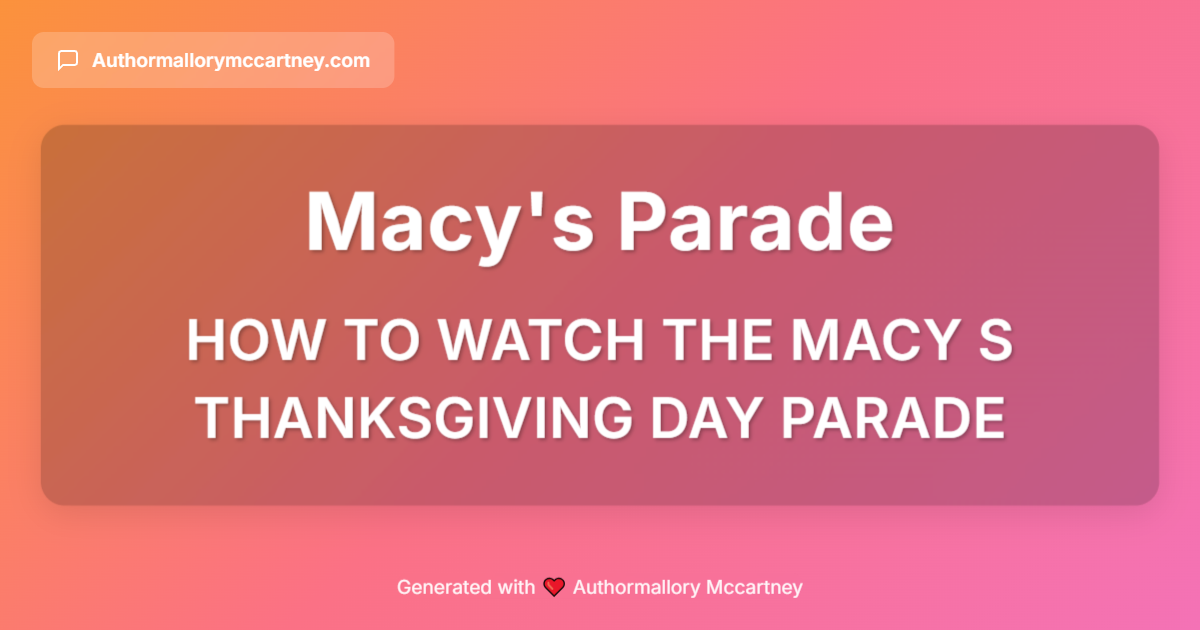 Authormallorymccartney.com
Macy's Parade
HOW TO WATCH THE MACY S
THANKSGIVING DAY PARADE
Generated with ❤️ Authormallory Mccartney